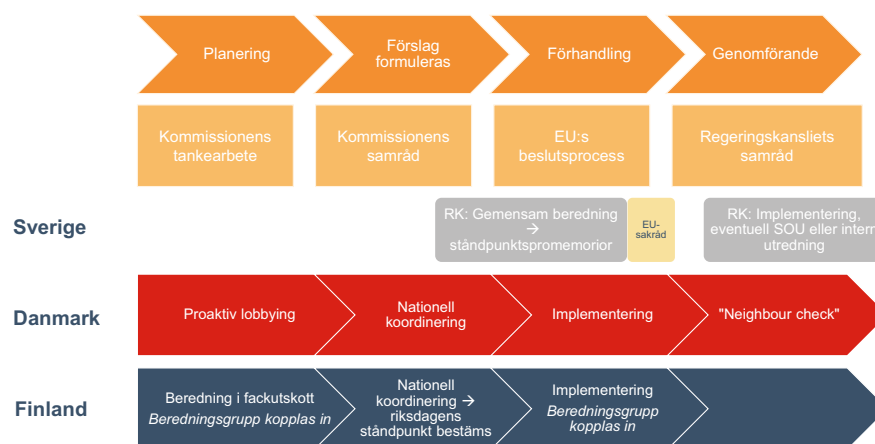 Planering
Förslag
formuleras
Förhandling
Genomförande
Kommissionens
tankearbete
Kommissionens
samråd
EU:s
beslutsprocess
Regeringskansliets
samråd
Sverige
RK: Gemensam beredning
→
ståndpunktspromemorior
EU-
sakråd
RK: Implementering,
eventuell SOU eller intern
utredning
Danmark
Proaktiv lobbying
Nationell
koordinering
Implementering
"Neighbour check"
Finland
Beredning i fackutskott
Beredningsgrupp kopplas in
Nationell
koordinering →
riksdagens
ståndpunkt bestäms
Implementering
Beredningsgrupp
kopplas in